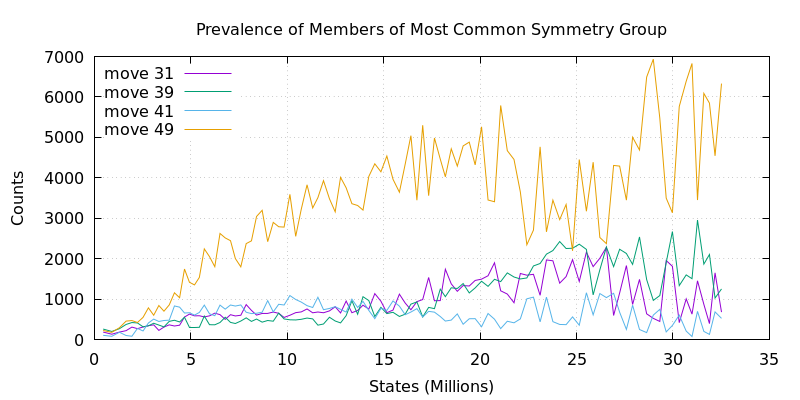 Prevalence of Members of Most Common Symmetry Group
7000
6000
5000
4000
3000
2000
1000
0
Counts
move 31
move 39
move 41
move 49
0 5 10 15 20 25 30 35
States (Millions)